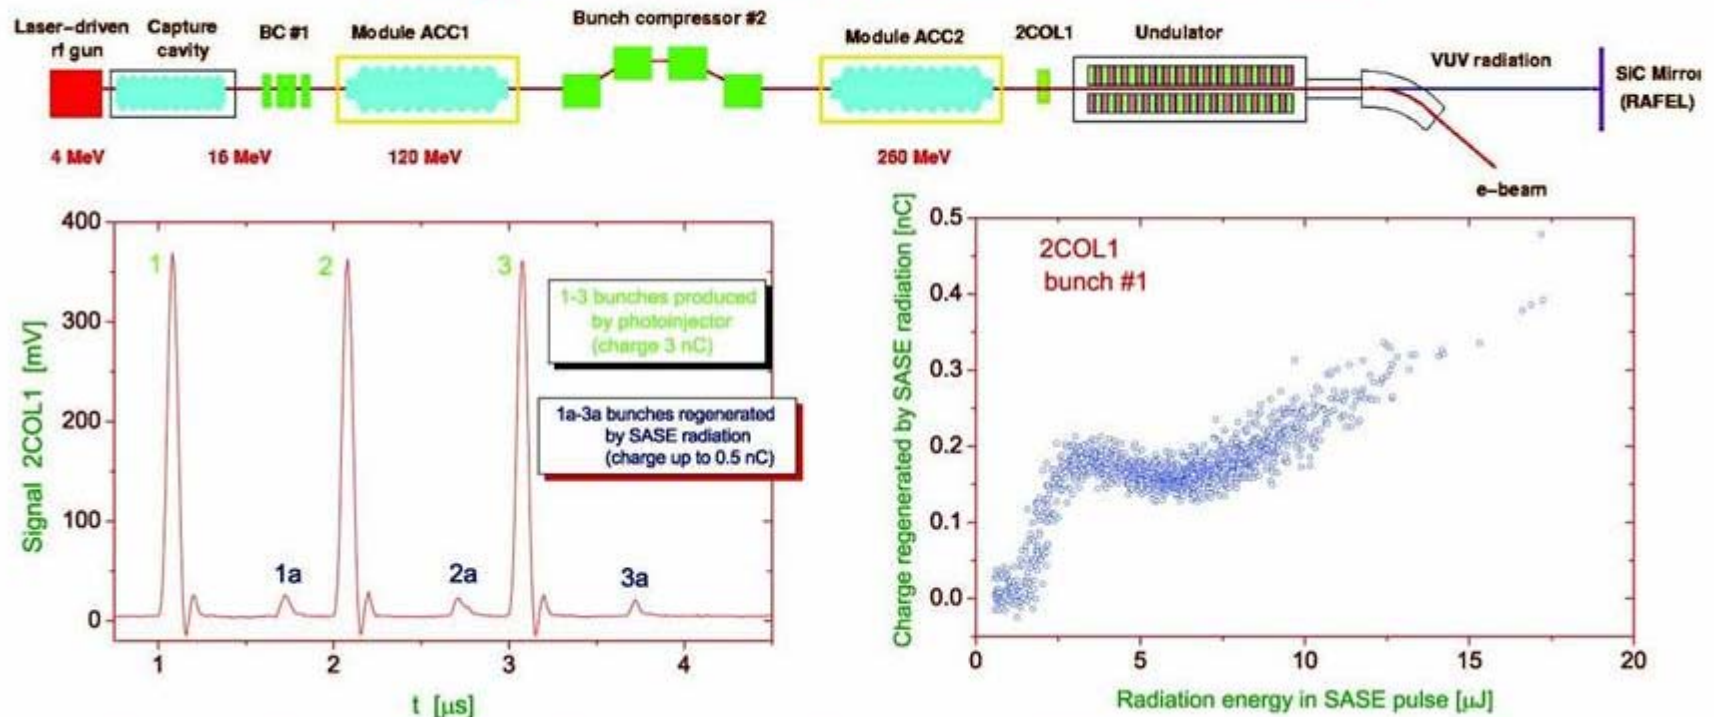 Laser-driven
rf gun
Capture
cavity
BC #1
Module ACC1
Bunch compressor #2
Module ACC2
2COL1
Undulator
VUV radiation
SiC Mirror
(RAFEL)
4 MeV
16 MeV
120 MeV
260 MeV
e-beam
Signal 2COL1 [mV]
400
300
200
100
0
1
2
3
1-3 bunches produced
by photoinjector
(charge 3 nC)
1a-3a bunches regenerated
by SASE radiation
(charge up to 0.5 nC)
1a
2a
3a
1
2
3
4
t [μs]
Charge regenerated by SASE radiation [nC]
0.5
0.4
0.3
0.2
0.1
0.0
2COL1
bunch #1
0
5
10
15
20
Radiation energy in SASE pulse [μJ]